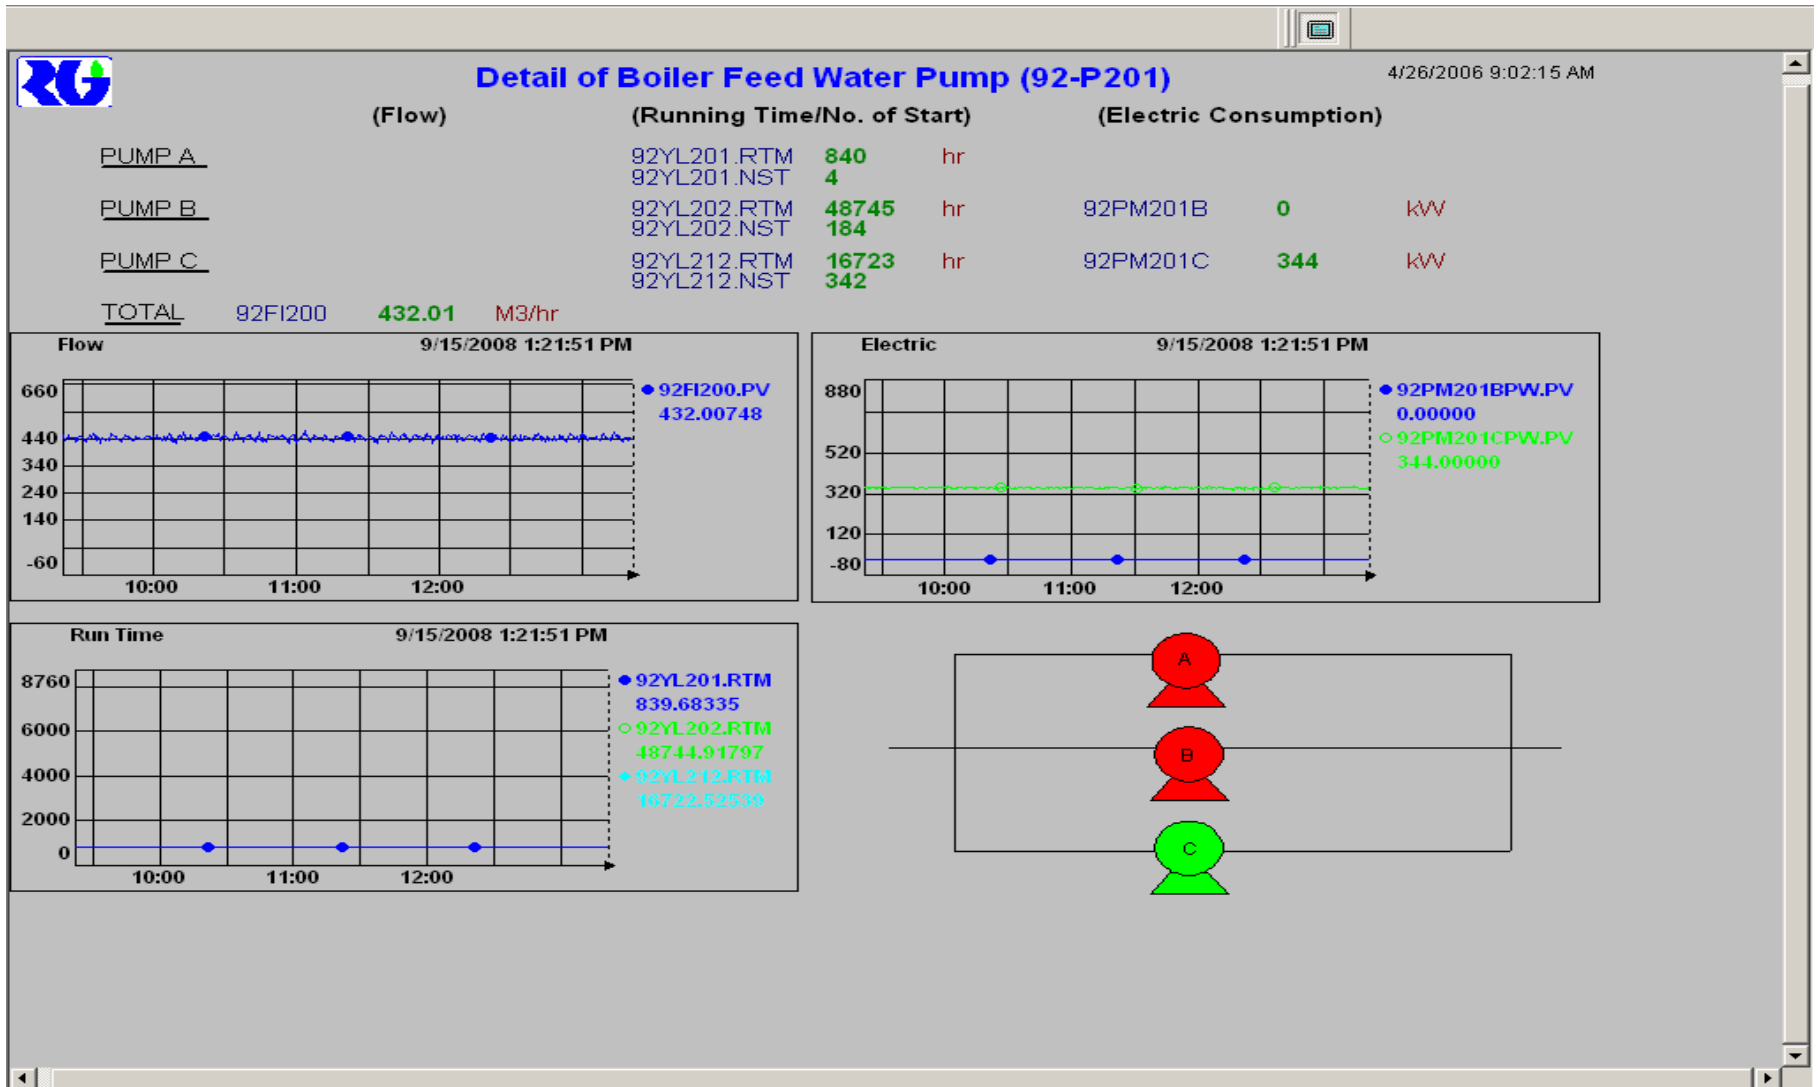 RG
Detail of Boiler Feed Water Pump (92-P201)
4/26/2006 9:02:15 AM
(Flow) (Running Time/No. of Start) (Electric Consumption)
PUMP A 92YL201.RTM 840 hr
92YL201.NST 4
PUMP B 92YL202.RTM 48745 hr 92PM201B 0 kW
92YL202.NST 184
PUMP C 92YL212.RTM 16723 hr 92PM201C 344 kW
92YL212.NST 342
TOTAL 92FI200 432.01 M3/hr
Flow 9/15/2008 1:21:51 PM
660
440
340
240
140
-60
10:00 11:00 12:00
92FI200.PV
432.00748
Electric 9/15/2008 1:21:51 PM
880
520
320
120
-80
10:00 11:00 12:00
92PM201BPW.PV
0.00000
92PM201CPW.PV
344.00000
Run Time 9/15/2008 1:21:51 PM
8760
6000
4000
2000
0
10:00 11:00 12:00
92YL201.RTM
839.68335
92YL202.RTM
48744.91797
92YL212.RTM
16722.52539
A
B
C